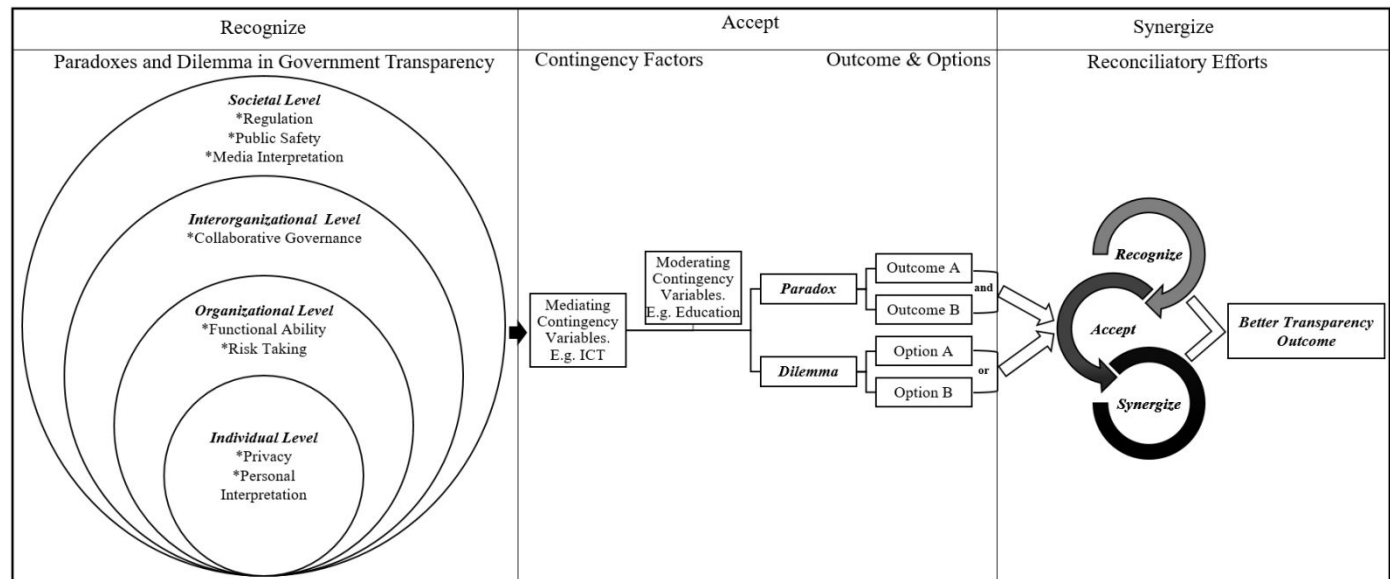 Recognize
Accept
Synergize
Paradoxes and Dilemma in Government Transparency
Contingency Factors
Outcome & Options
Reconciliatory Efforts
Societal Level
*Regulation
*Public Safety
*Media Interpretation
Interorganizational Level
*Collaborative Governance
Organizational Level
*Functional Ability
*Risk Taking
Individual Level
*Privacy
*Personal
Interpretation
Mediating
Contingency
Variables.
E.g. ICT
Moderating
Contingency
Variables.
E.g. Education
Paradox
Dilemma
Outcome A
and
Outcome B
Option A
or
Option B
Recognize
Accept
Synergize
Better Transparency
Outcome